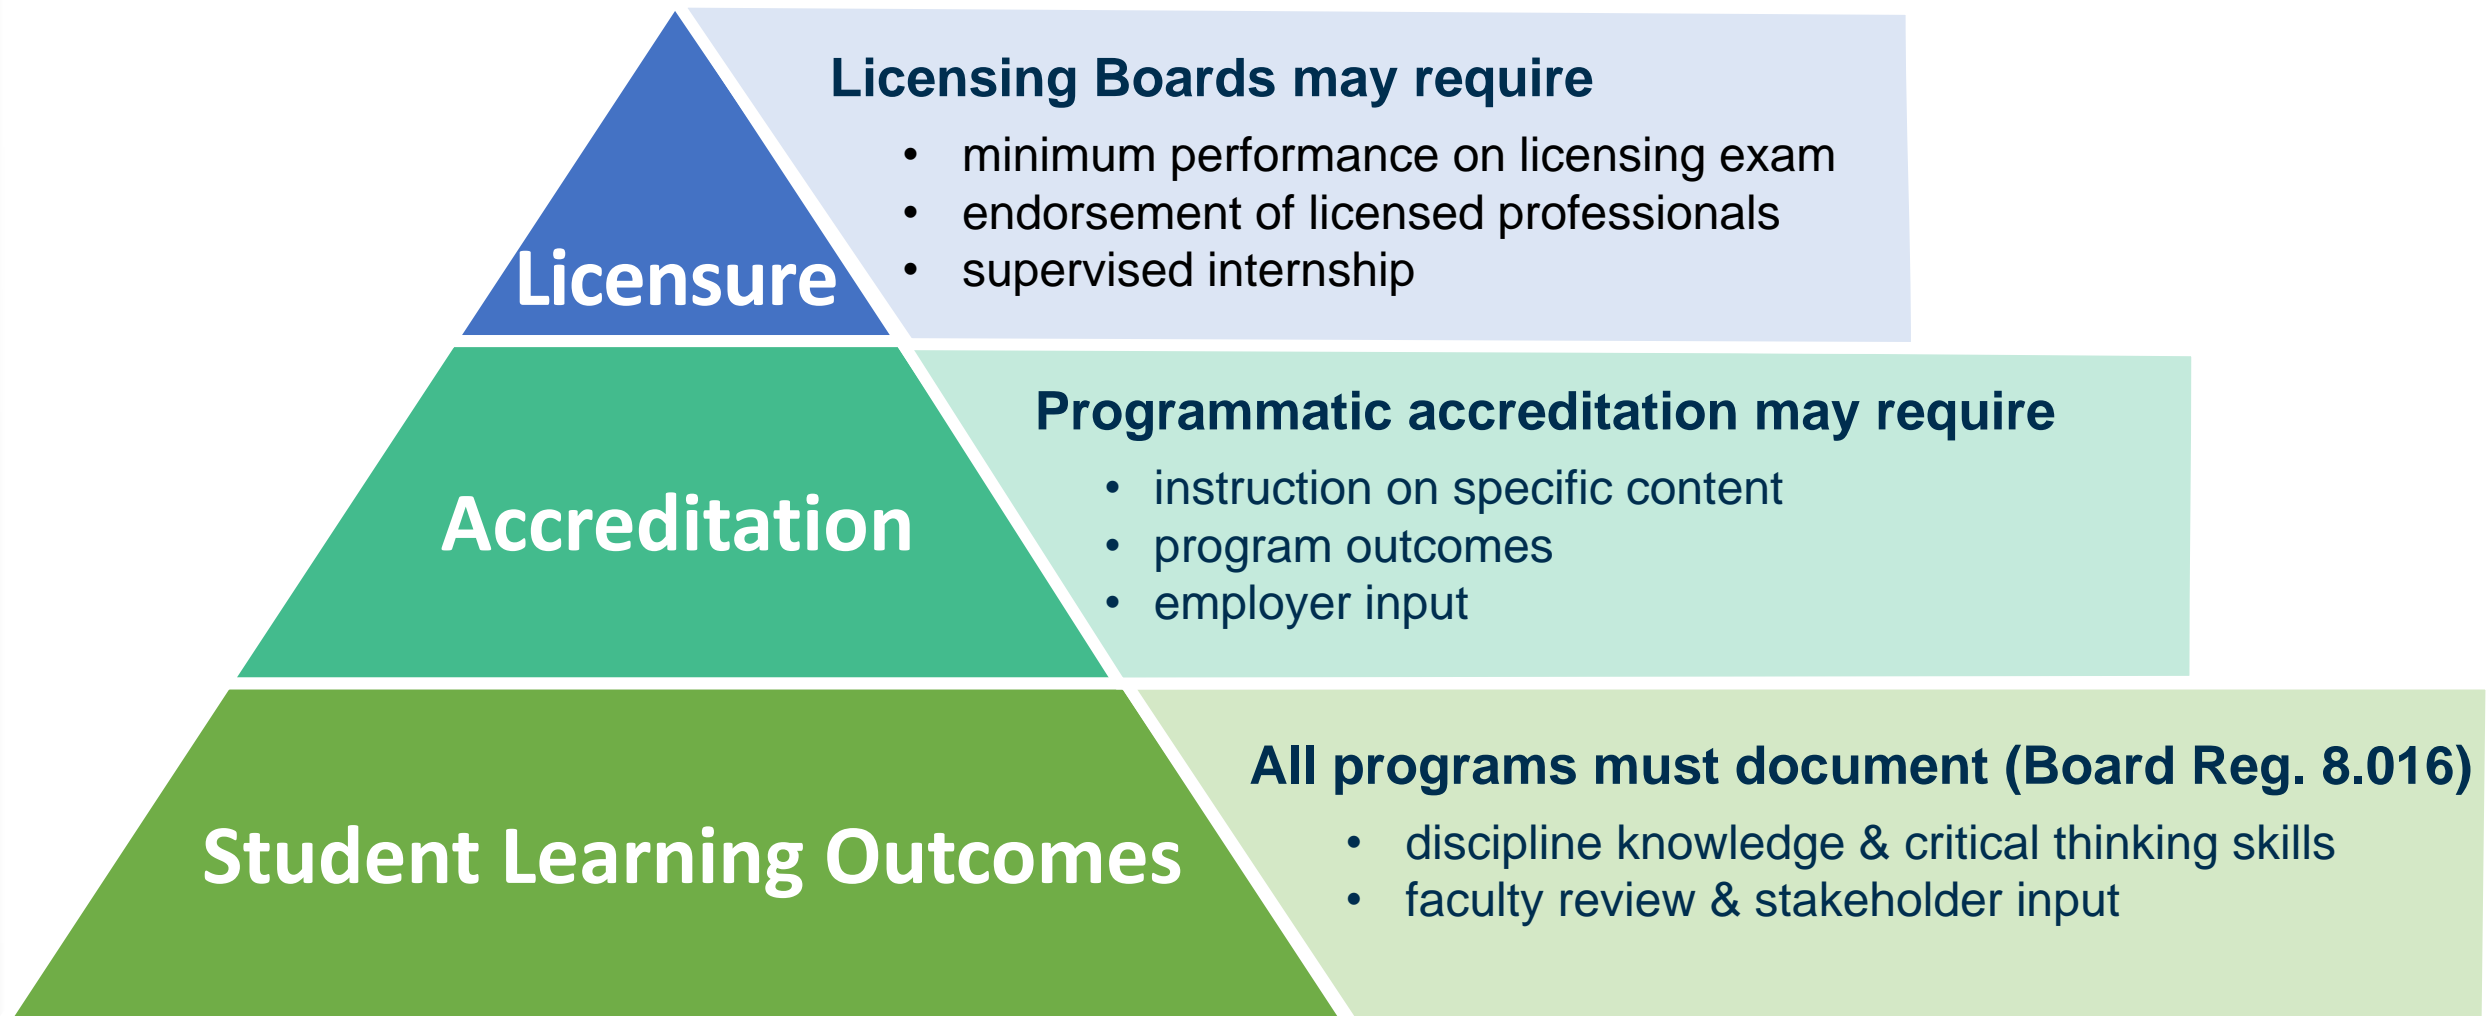 Licensure
Licensing Boards may require
• minimum performance on licensing exam
• endorsement of licensed professionals
• supervised internship
Accreditation
Programmatic accreditation may require
• instruction on specific content
• program outcomes
• employer input
Student Learning Outcomes
All programs must document (Board Reg. 8.016)
• discipline knowledge & critical thinking skills
• faculty review & stakeholder input